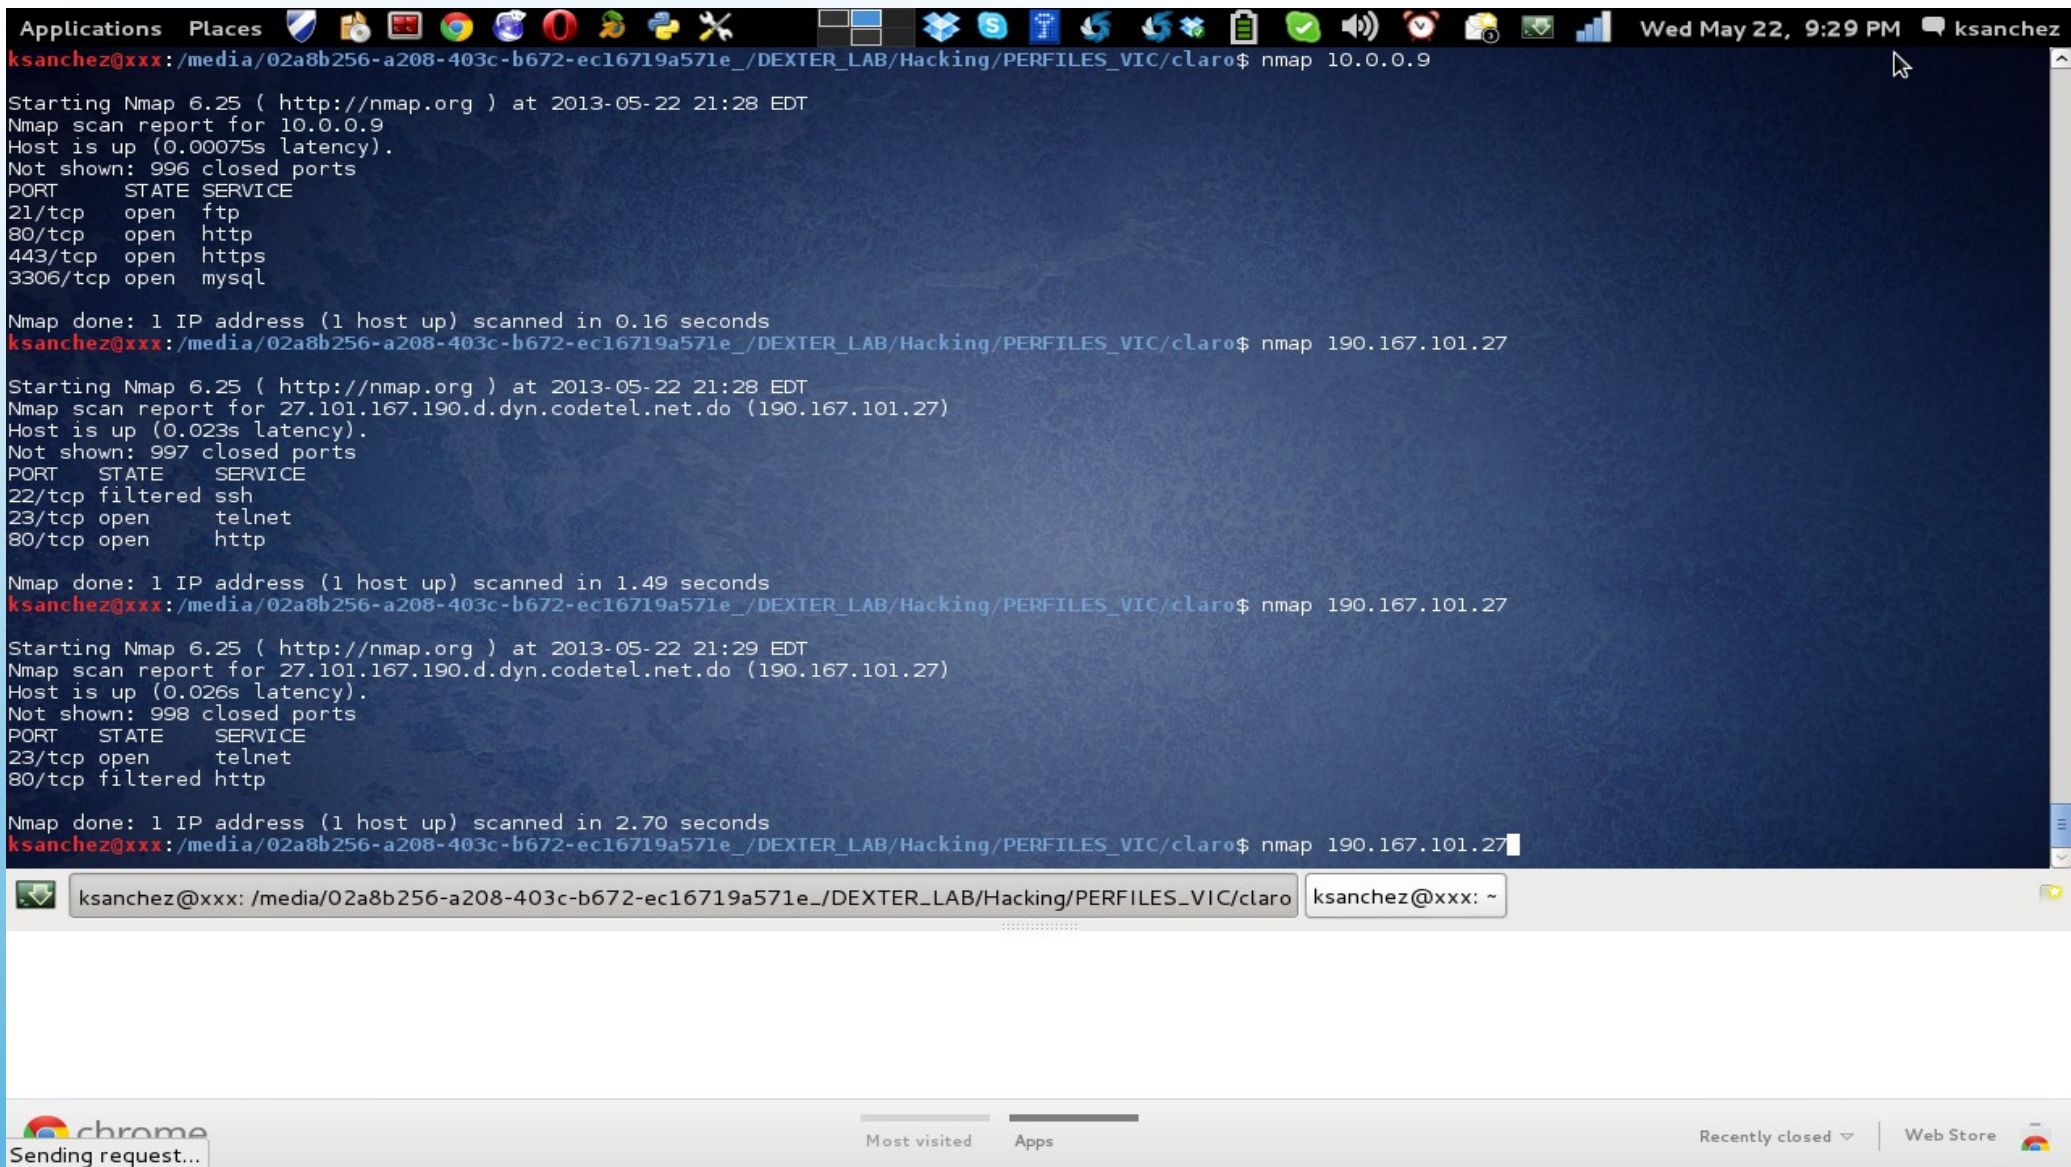 Applications Places Wed May 22, 9:29 PM ksanchez
ksanchez@xxx:/media/02a8b256-a208-403c-b672-ec16719a571e_/DEXTER_LAB/Hacking/PERFILES_VIC/claro$ nmap 10.0.0.9
Starting Nmap 6.25 ( http://nmap.org ) at 2013-05-22 21:28 EDT
Nmap scan report for 10.0.0.9
Host is up (0.00075s latency).
Not shown: 996 closed ports
PORT STATE SERVICE
21/tcp open ftp
80/tcp open http
443/tcp open https
3306/tcp open mysql
Nmap done: 1 IP address (1 host up) scanned in 0.16 seconds
ksanchez@xxx:/media/02a8b256-a208-403c-b672-ec16719a571e_/DEXTER_LAB/Hacking/PERFILES_VIC/claro$ nmap 190.167.101.27
Starting Nmap 6.25 ( http://nmap.org ) at 2013-05-22 21:28 EDT
Nmap scan report for 27.101.167.190.d.dyn.codetel.net.do (190.167.101.27)
Host is up (0.023s latency).
Not shown: 997 closed ports
PORT STATE SERVICE
22/tcp filtered ssh
23/tcp open telnet
80/tcp open http
Nmap done: 1 IP address (1 host up) scanned in 1.49 seconds
ksanchez@xxx:/media/02a8b256-a208-403c-b672-ec16719a571e_/DEXTER_LAB/Hacking/PERFILES_VIC/claro$ nmap 190.167.101.27
Starting Nmap 6.25 ( http://nmap.org ) at 2013-05-22 21:29 EDT
Nmap scan report for 27.101.167.190.d.dyn.codetel.net.do (190.167.101.27)
Host is up (0.026s latency).
Not shown: 998 closed ports
PORT STATE SERVICE
23/tcp open telnet
80/tcp filtered http
Nmap done: 1 IP address (1 host up) scanned in 2.70 seconds
ksanchez@xxx:/media/02a8b256-a208-403c-b672-ec16719a571e_/DEXTER_LAB/Hacking/PERFILES_VIC/claro$ nmap 190.167.101.27
ksanchez@xxx: /media/02a8b256-a208-403c-b672-ec16719a571e_/DEXTER_LAB/Hacking/PERFILES_VIC/claro ksanchez@xxx: ~
chrome Most visited Apps Recently closed Web Store
Sending request...